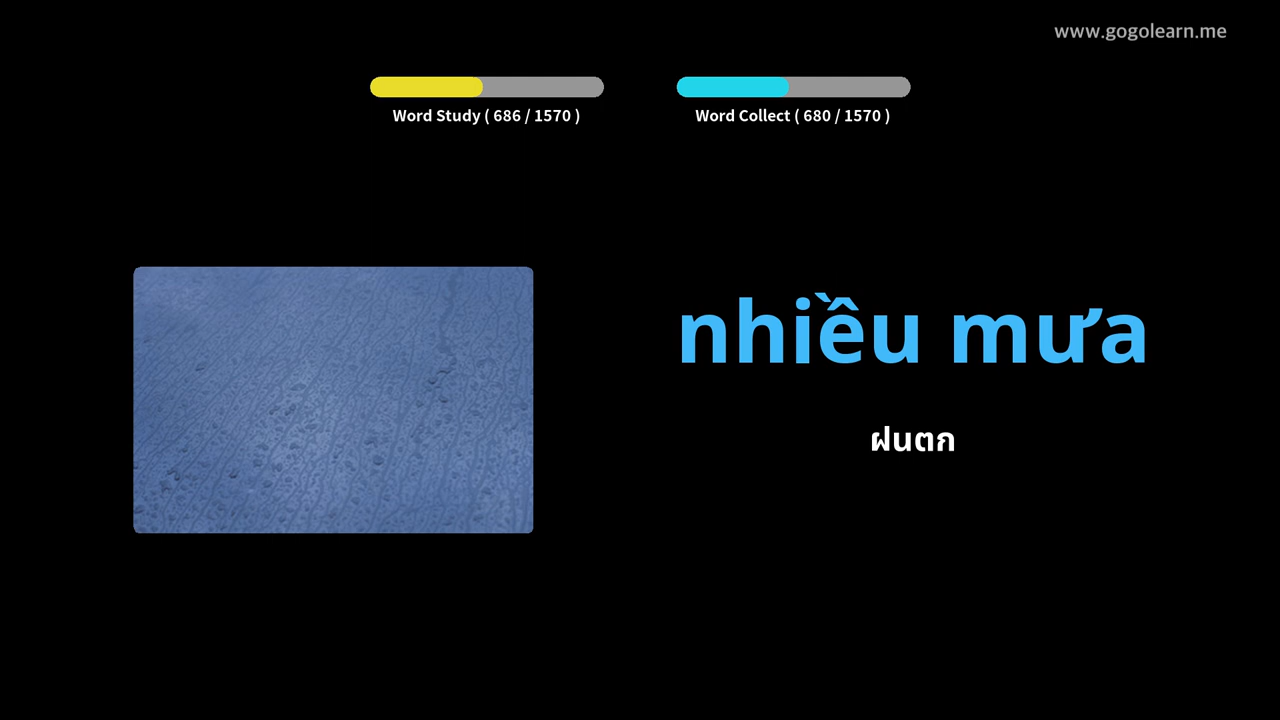 www.gogolearn.me
Word Study ( 686 / 1570 )
Word Collect ( 680 / 1570 )
nhiều mưa
ฝนตก